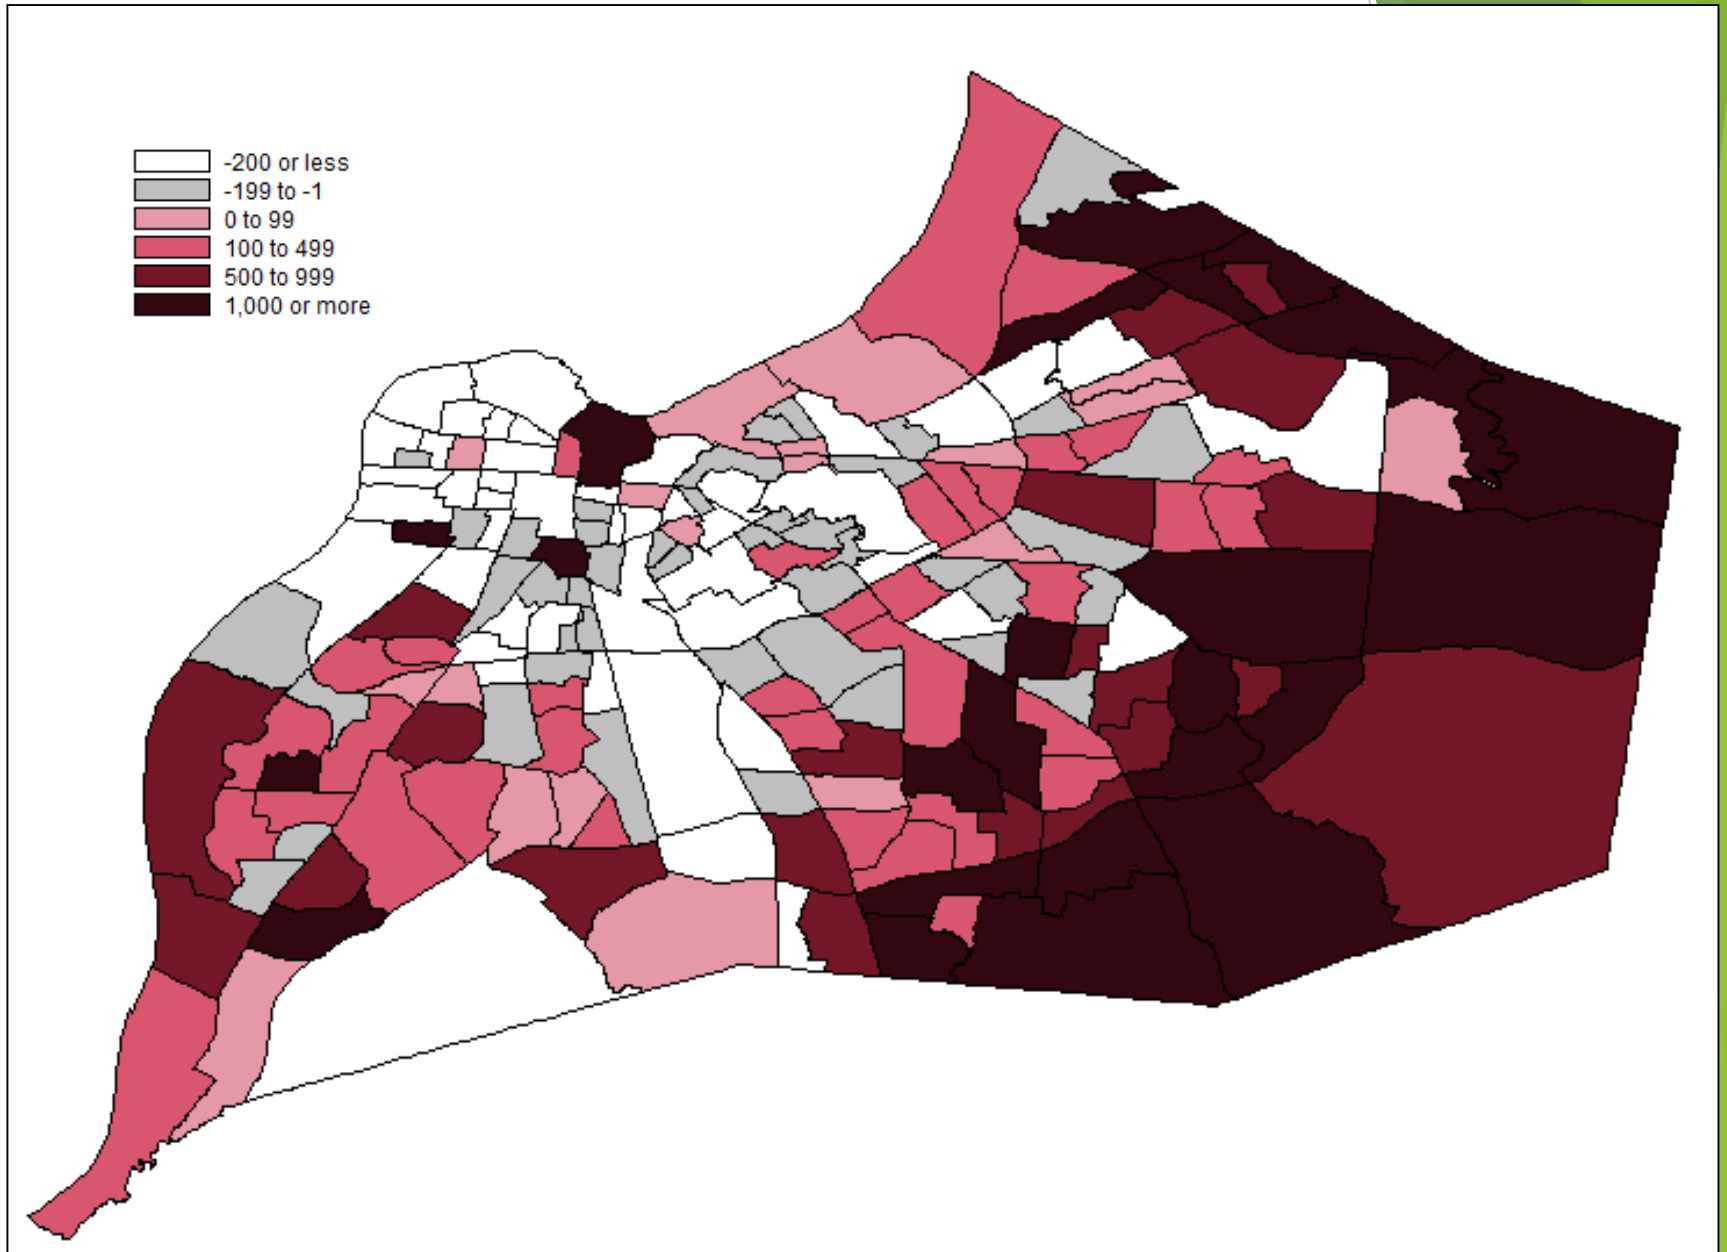 -200 or less
-199 to -1
0 to 99
100 to 499
500 to 999
1,000 or more